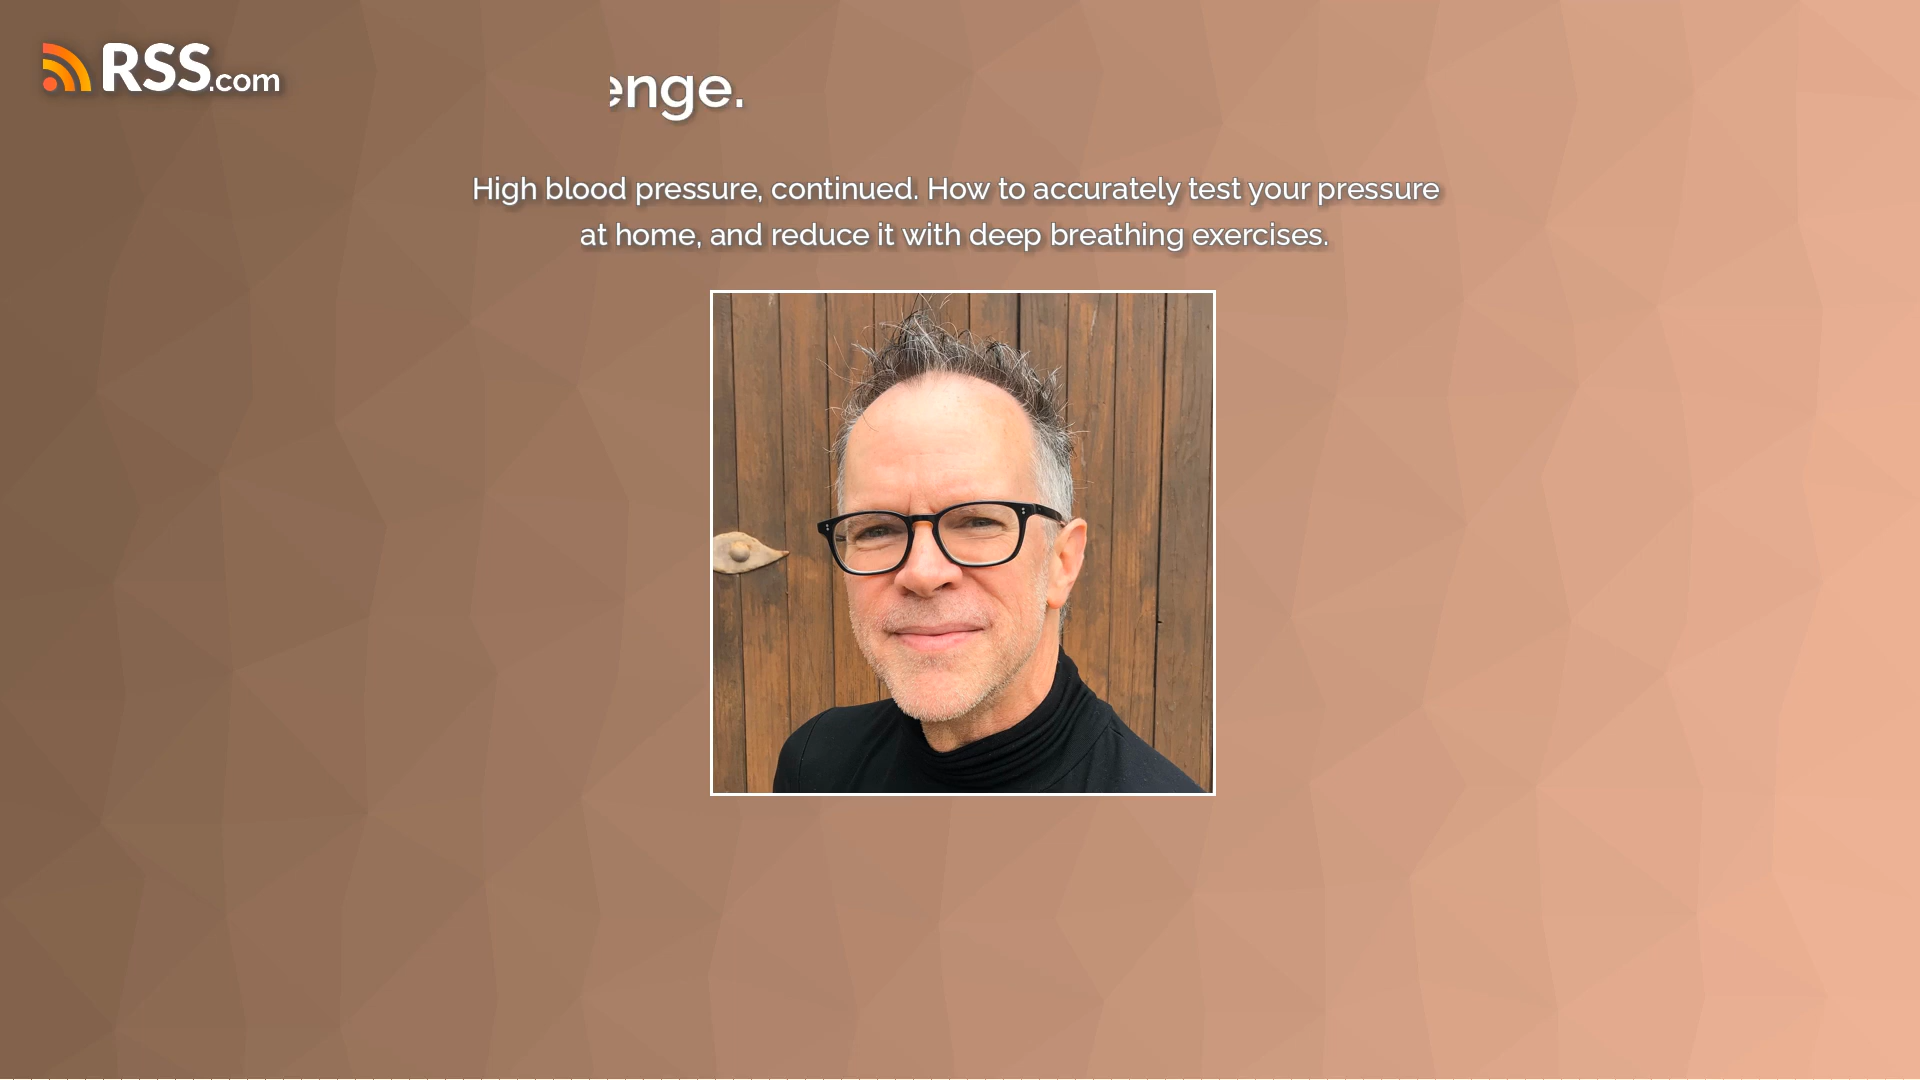 RSS.com
enge.
High blood pressure, continued. How to accurately test your pressure
at home, and reduce it with deep breathing exercises.